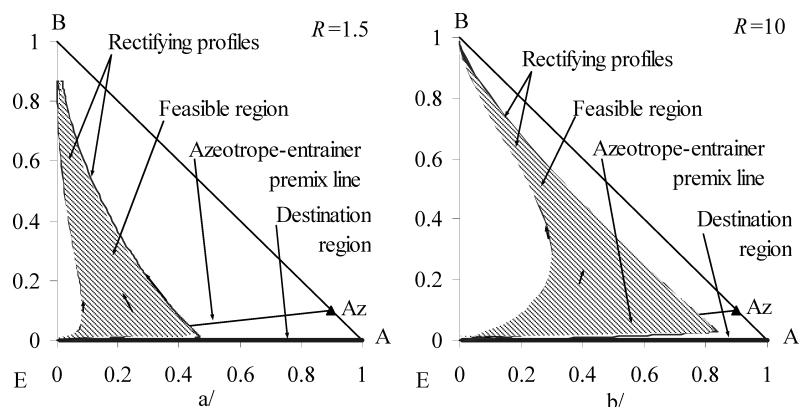 B
R=1.5
1
Rectifying profiles
0.8
Feasible region
0.6
Azeotrope-entrainer
premix line
0.4
Destination
region
0.2
Az
0
A
E
0 0.2 0.4 0.6 0.8 1
a/
B
R=10
1
Rectifying profiles
0.8
Feasible region
0.6
Azeotrope-entrainer
premix line
0.4
Destination
region
0.2
Az
0
A
E
0 0.2 0.4 0.6 0.8 1
b/